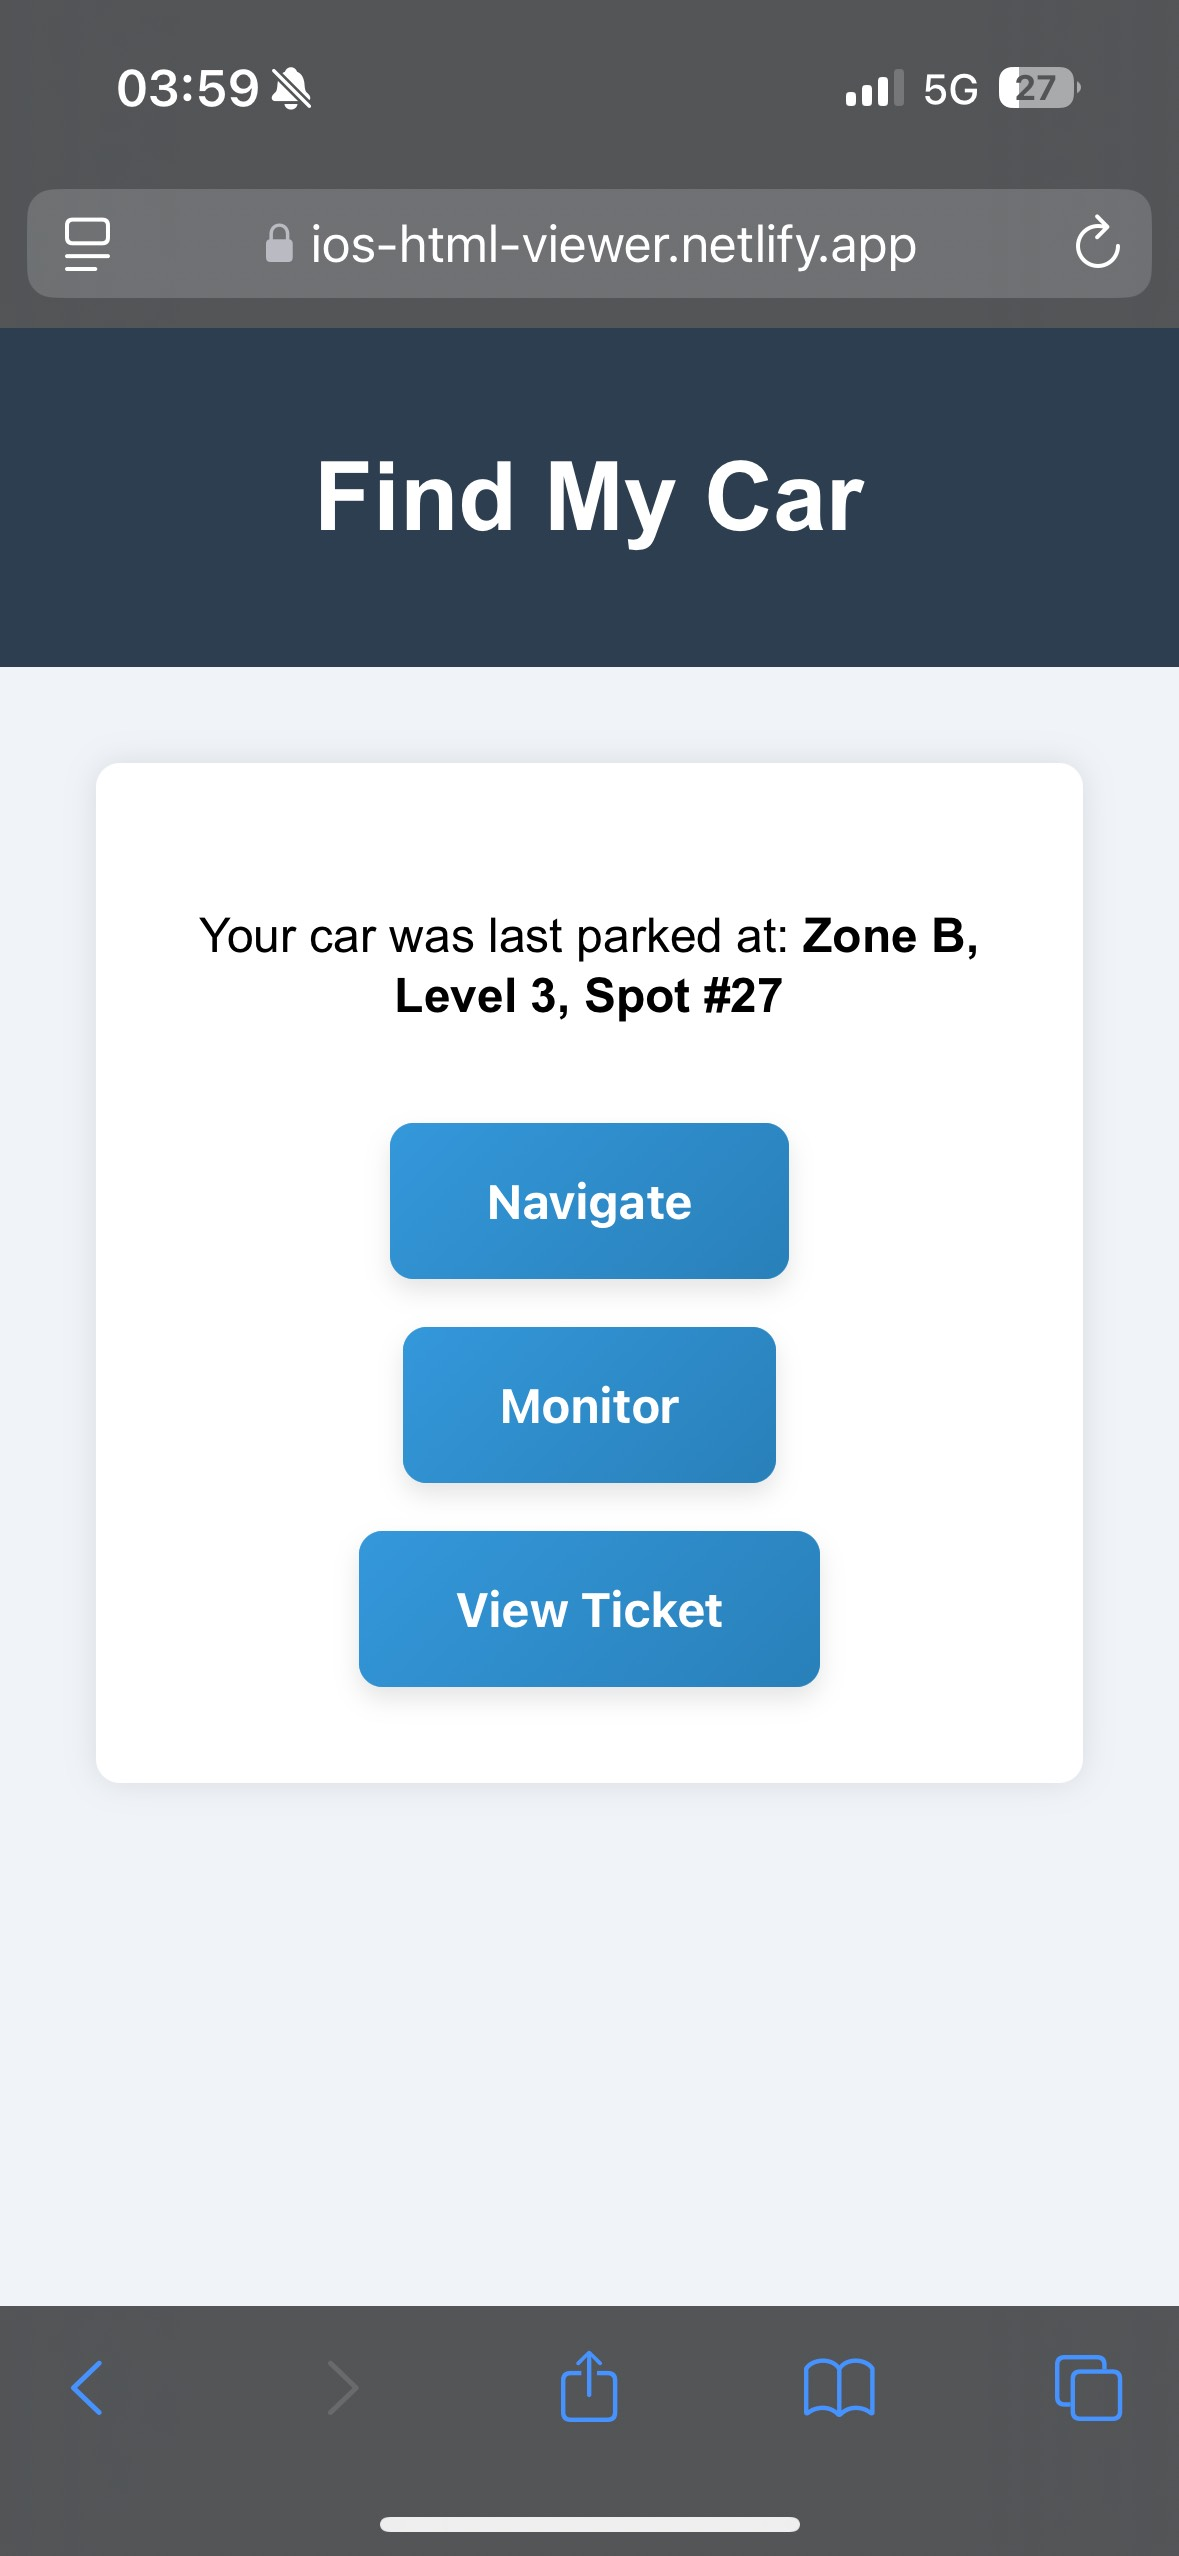 03:59
5G
27
ios-html-viewer.netlify.app
Find My Car
Your car was last parked at: Zone B,
Level 3, Spot #27
Navigate
Monitor
View Ticket